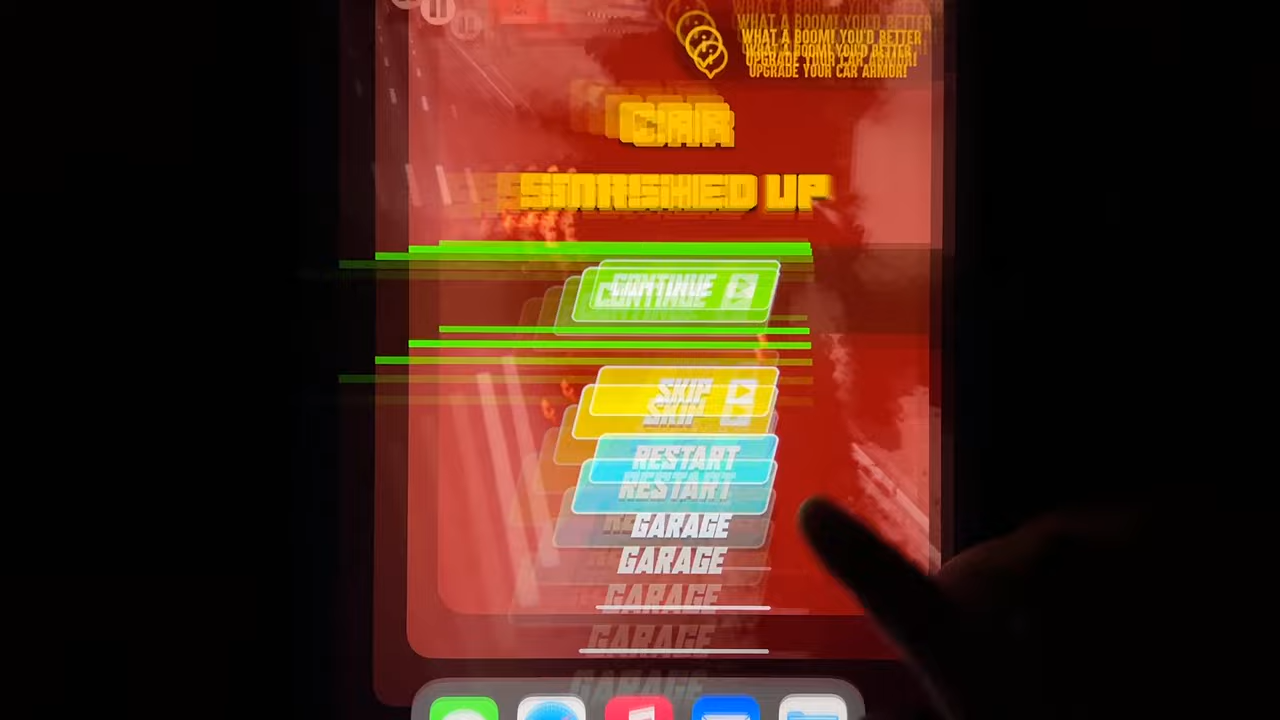 WHAT A BOOM! YOU'D BETTER
UPGRADE YOUR CAR ARMOR!
CAR
SMASHED UP
CONTINUE
SKIP
RESTART
GARAGE